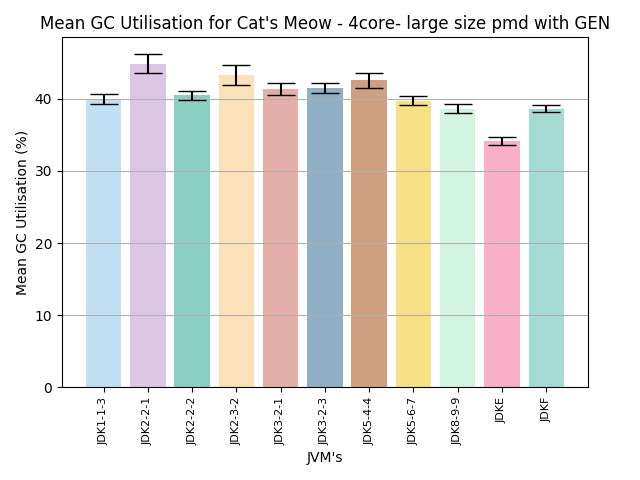 Mean GC Utilisation for Cat's Meow - 4core- large size pmd with GEN
Mean GC Utilisation (%)
40
30
20
10
0
JDK1-1-3
JDK2-2-1
JDK2-2-2
JDK2-3-2
JDK3-2-1
JDK3-2-3
JDK5-4-4
JDK5-6-7
JDK8-9-9
JDKE
JDKF
JVM's